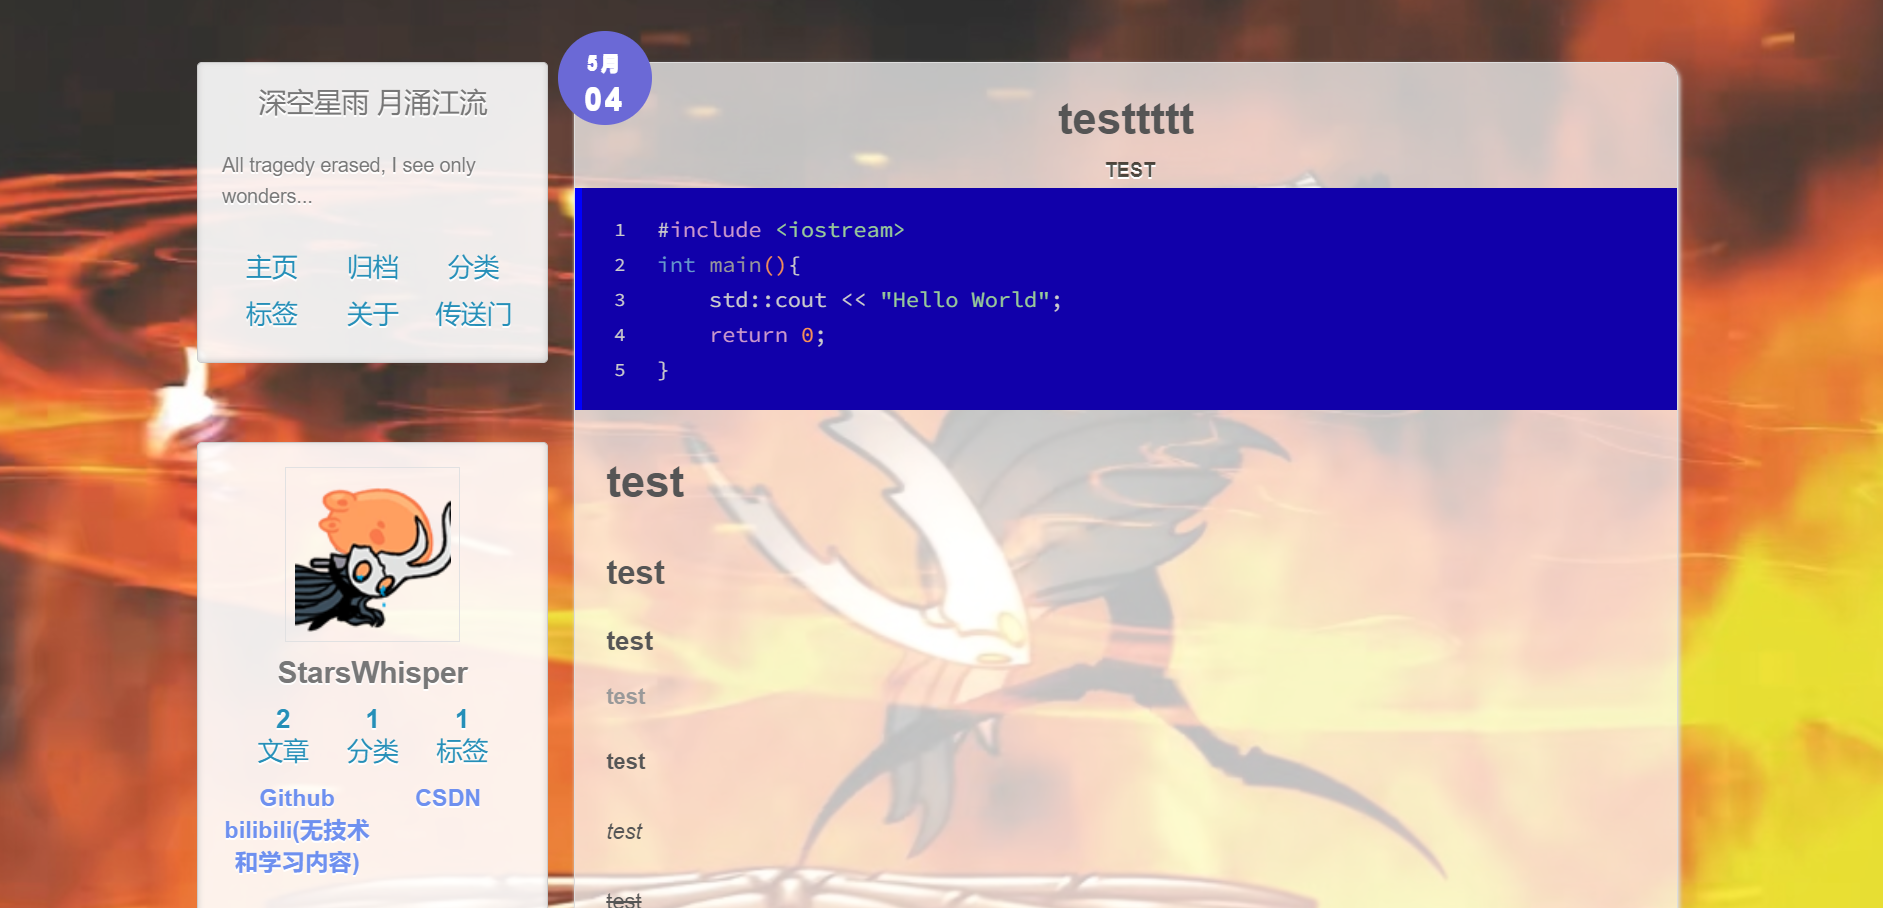 深空星雨 月涌江流
All tragedy erased, I see only
wonders...
主页 归档 分类
标签 关于 传送门
StarsWhisper
2 1 1
文章 分类 标签
Github CSDN
bilibili(无技术
和学习内容)
5月
04
testtttt
TEST
1 #include <iostream>
2 int main(){
3     std::cout << "Hello World";
4     return 0;
5 }
test
test
test
test
test
test
test